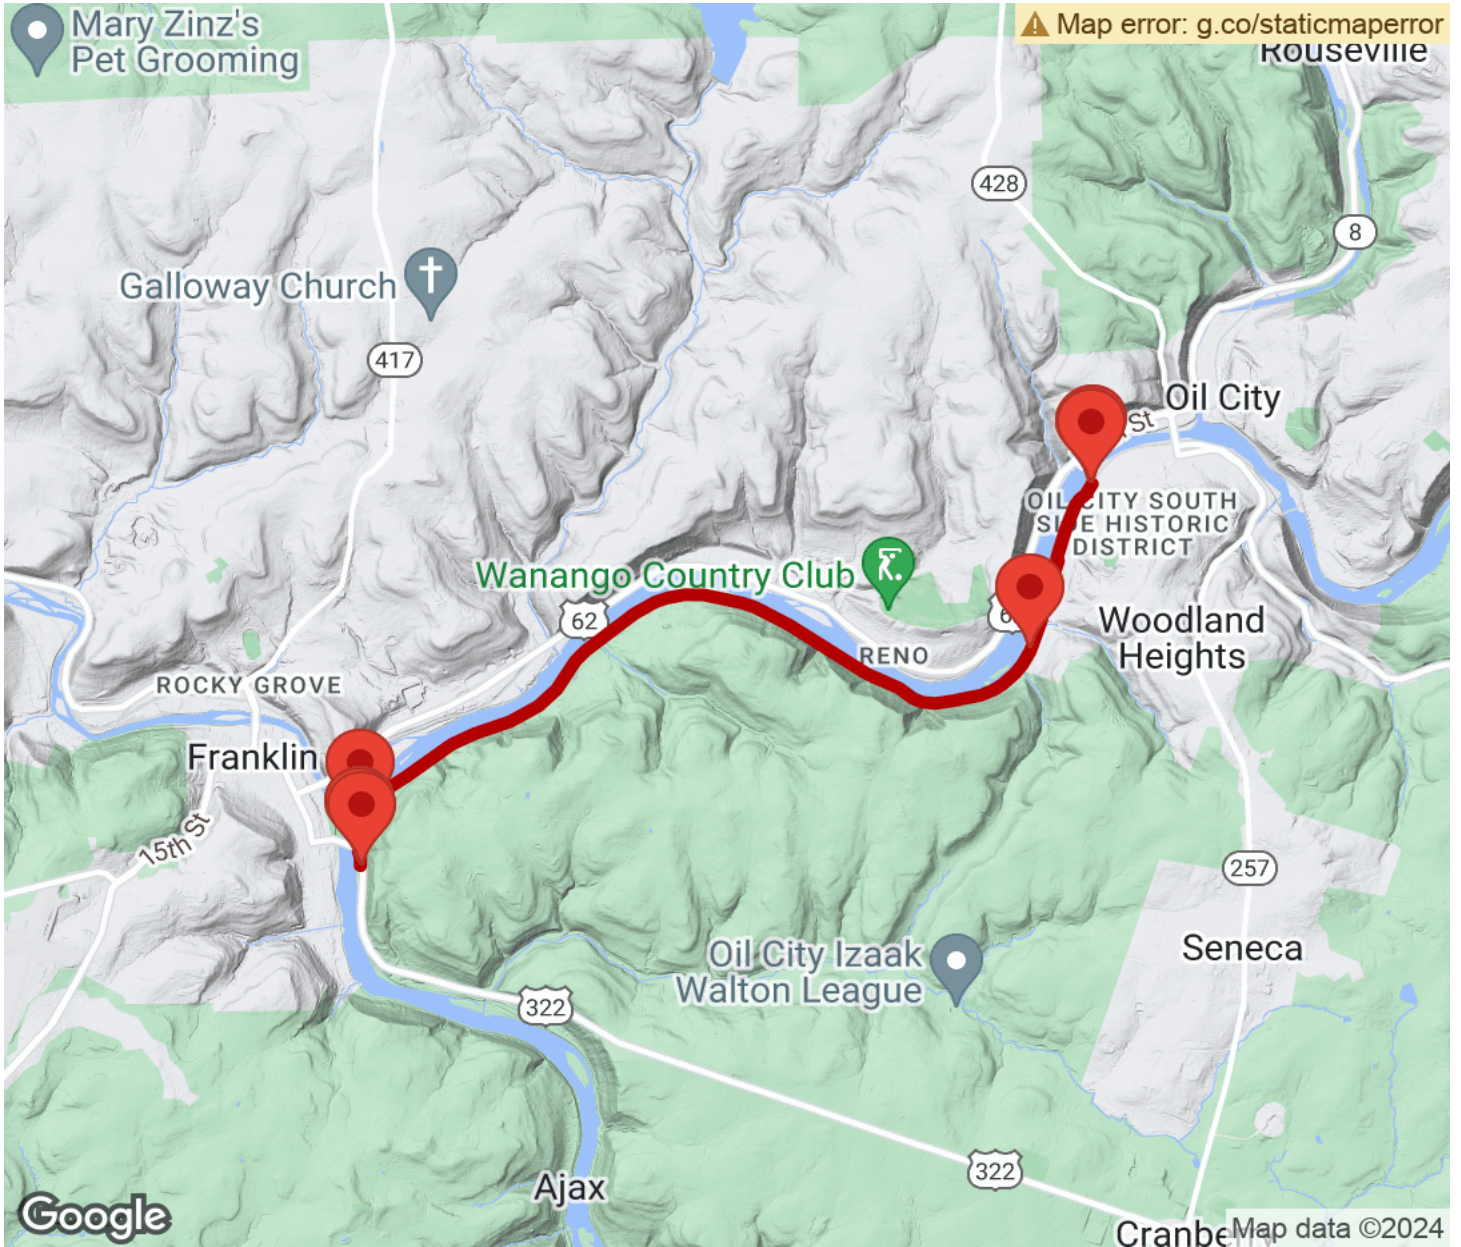 Mary Zinz's
Pet Grooming
Map error: g.co/staticmaperror
Rouseville
428
8
Galloway Church
417
Oil City
St
OIL CITY SOUTH
SIDE HISTORIC
DISTRICT
Wanango Country Club
62
6
Woodland
Heights
RENO
ROCKY GROVE
Franklin
15th St
257
Oil City Izaak
Walton League
Seneca
322
322
Ajax
Google
Cranberry
Map data ©2024